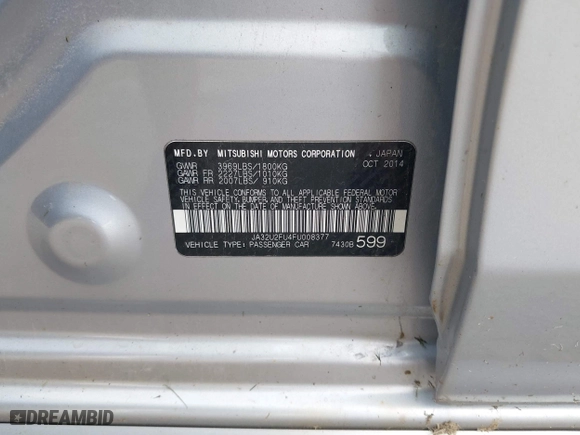 MFD.BY MITSUBISHI MOTORS CORPORATION JAPAN
GVWR 3969LBS/1800KG OCT 2014
GAWR FR 2227LBS/1010KG
GAWR RR 2007LBS/ 910KG
THIS VEHICLE CONFORMS TO ALL APPLICABLE FEDERAL MOTOR
VEHICLE SAFETY, BUMPER, AND THEFT PREVENTION STANDARDS
IN EFFECT ON THE DATE OF MANUFACTURE SHOWN ABOVE.
JA32U2FU4FU008377
VEHICLE TYPE: PASSENGER CAR 7430B 599
DREAMBID